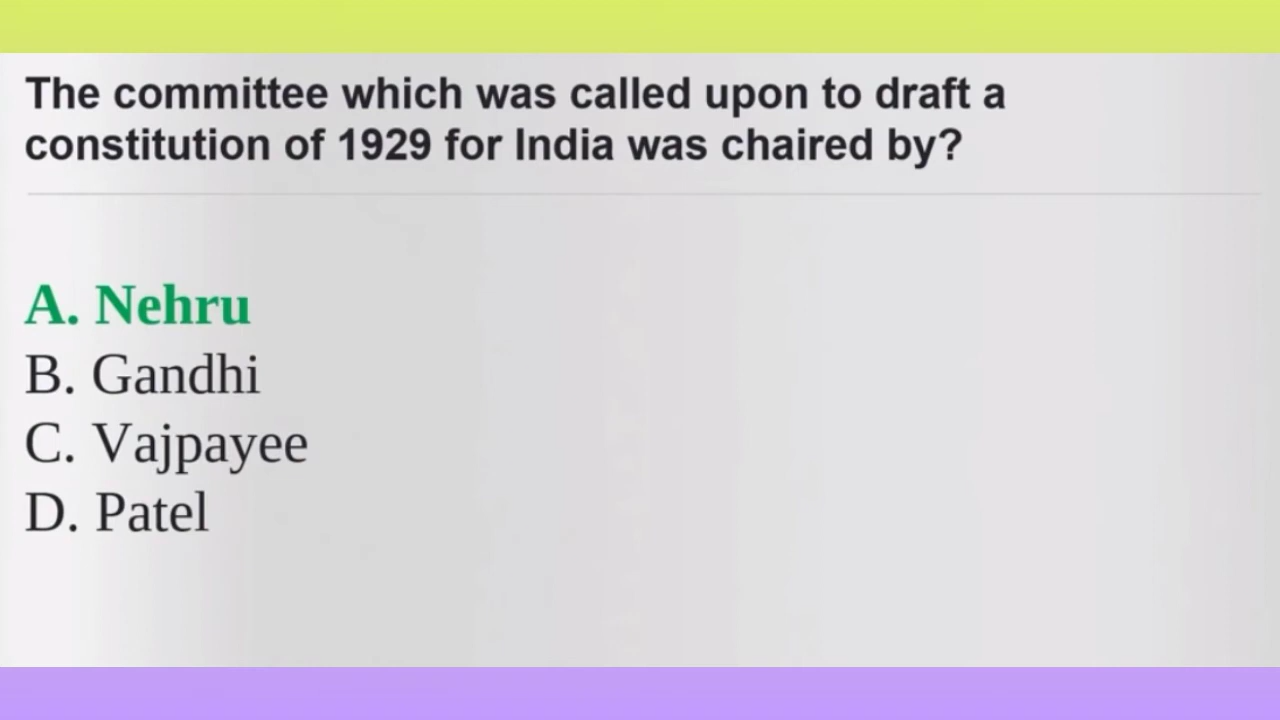 The committee which was called upon to draft a
constitution of 1929 for India was chaired by?
A. Nehru
B. Gandhi
C. Vajpayee
D. Patel